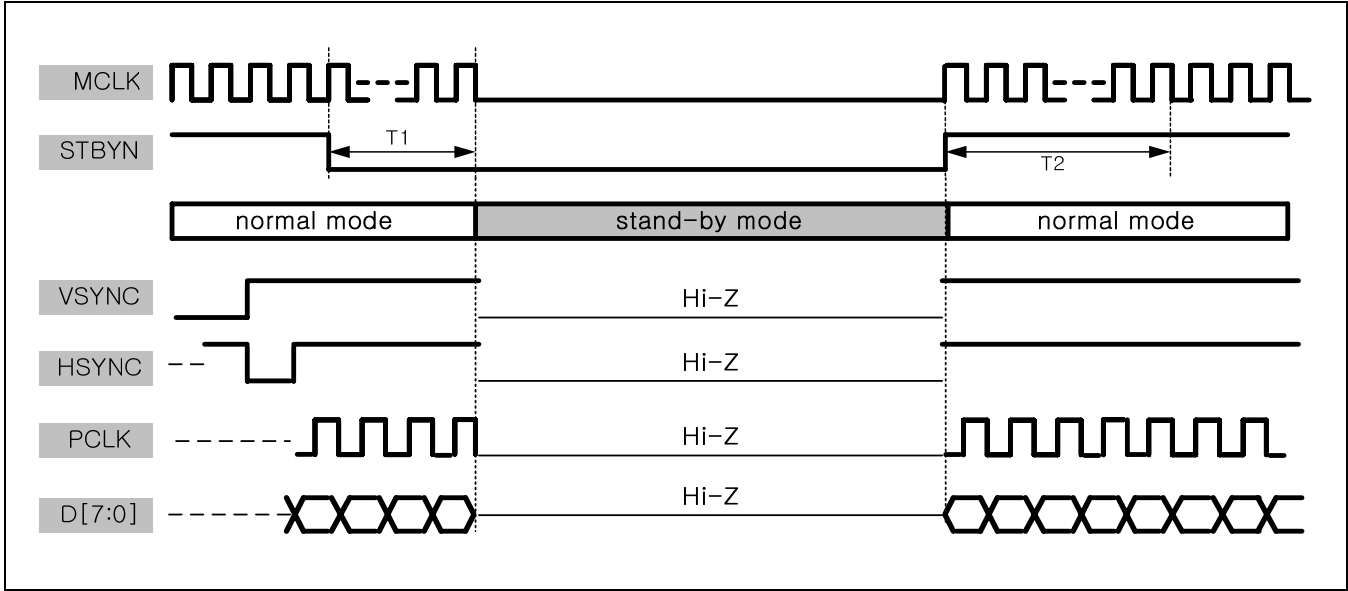 MCLK
STBYN
T1
T2
normal mode stand-by mode normal mode
VSYNC
Hi-Z
HSYNC
Hi-Z
PCLK
Hi-Z
D[7:0]
Hi-Z